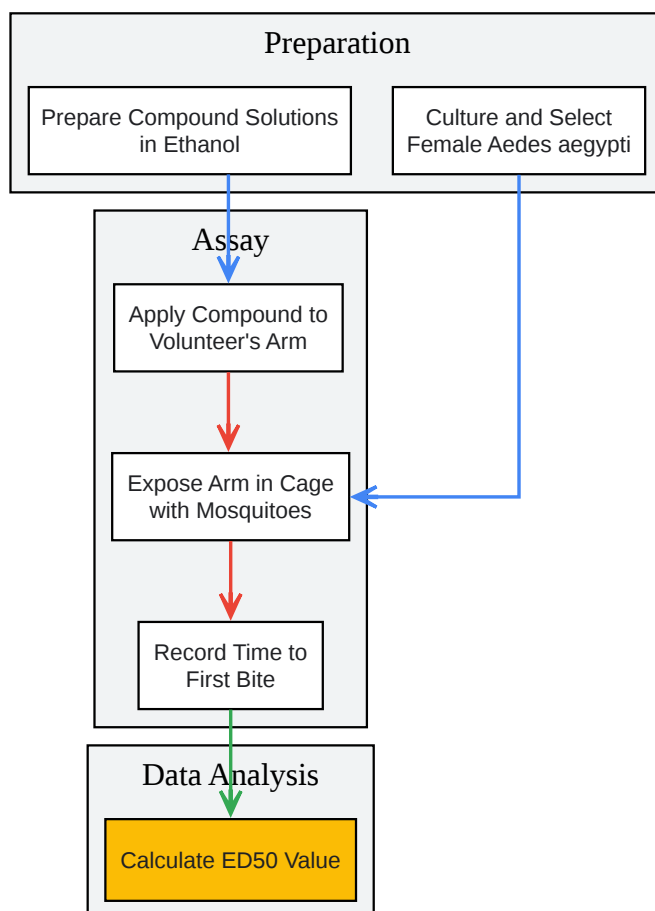 Preparation
Prepare Compound Solutions
in Ethanol
Culture and Select
Female Aedes aegypti
Assay
Apply Compound to
Volunteer's Arm
Expose Arm in Cage
with Mosquitoes
Record Time to
First Bite
Data Analysis
Calculate ED50 Value